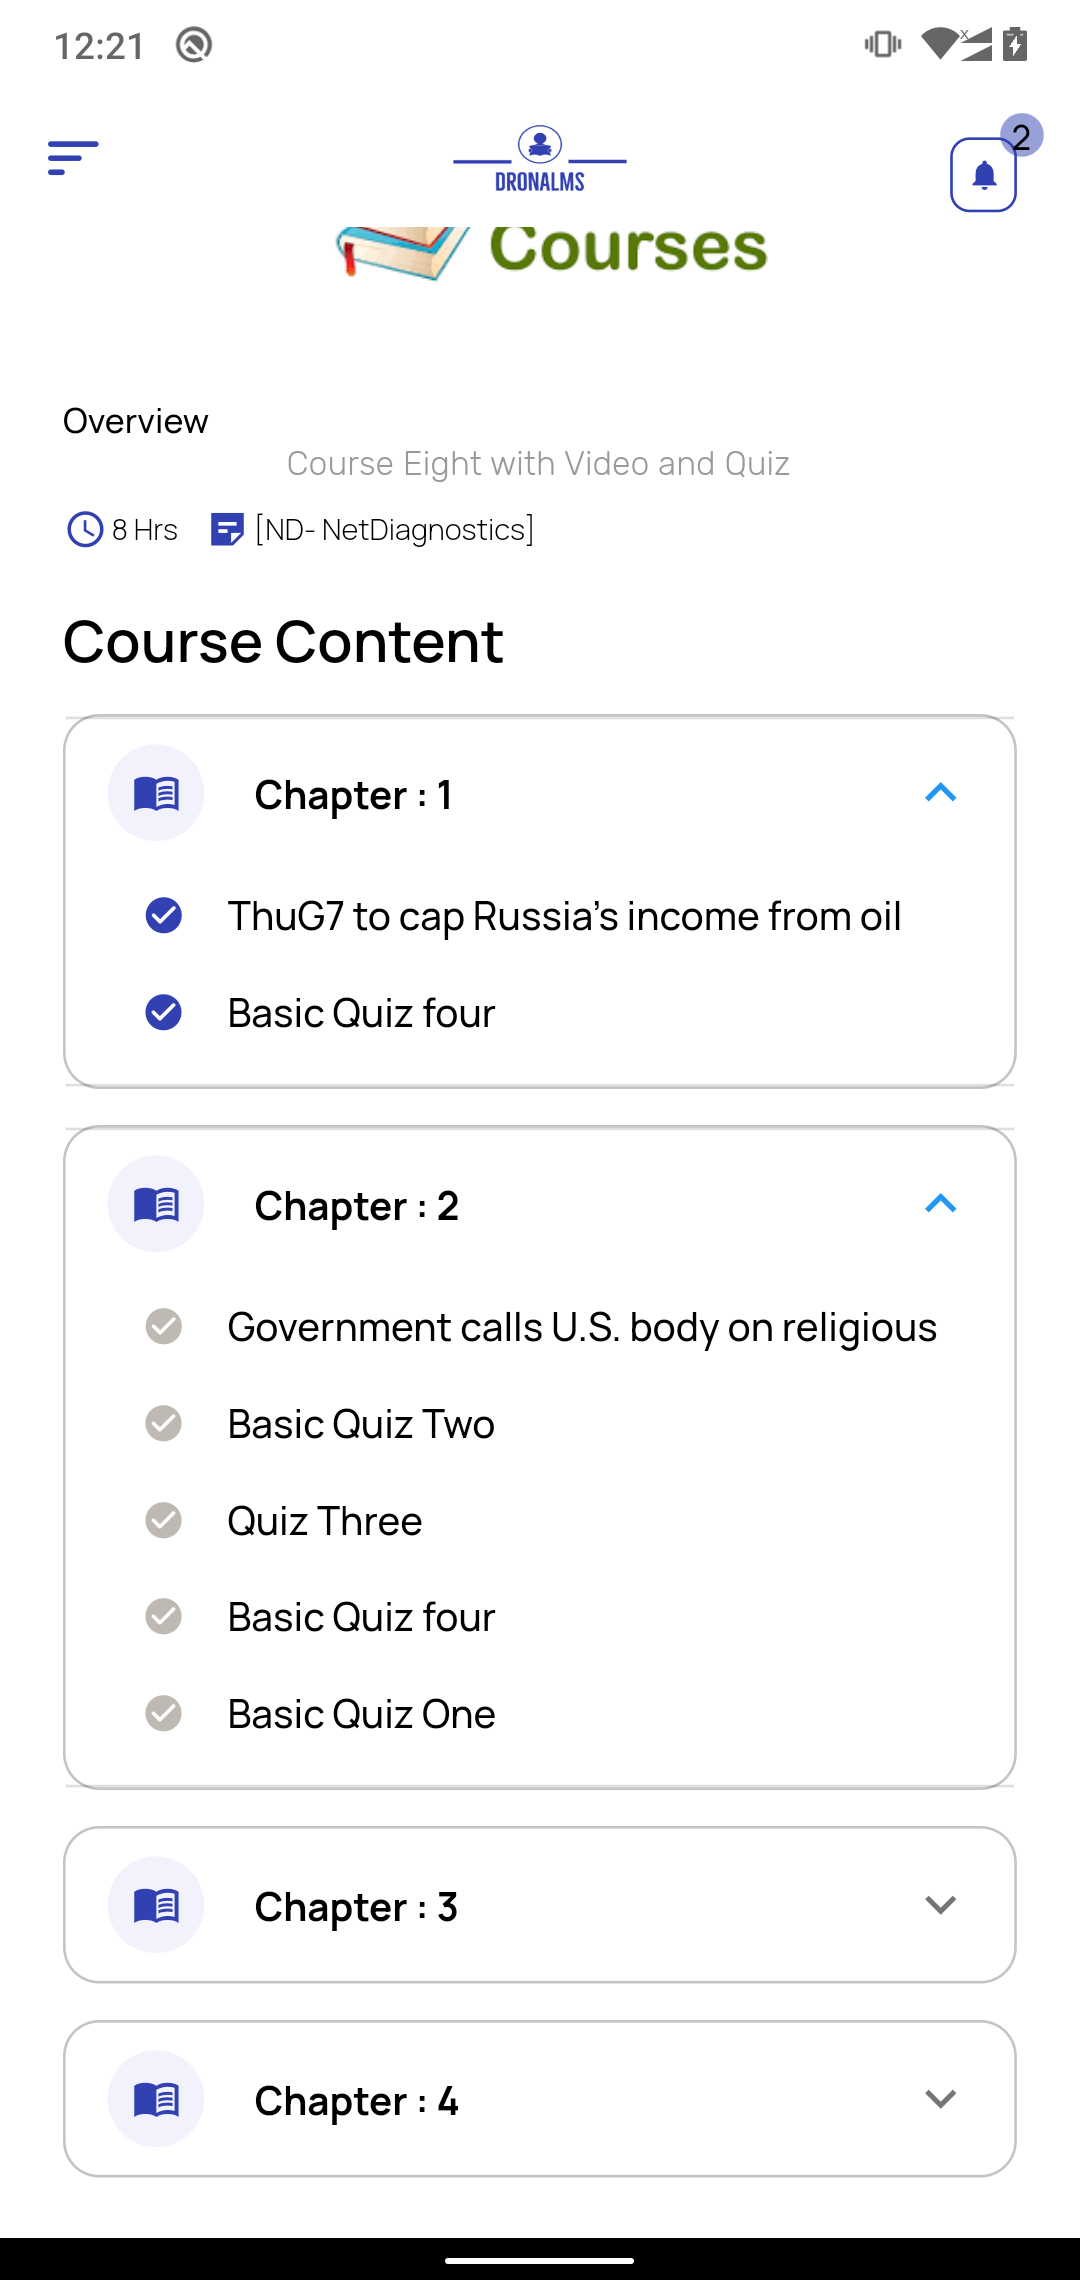 12:21
2
DRONALMS
Courses
Overview
Course Eight with Video and Quiz
8 Hrs [ND- NetDiagnostics]
Course Content
Chapter : 1
ThuG7 to cap Russia's income from oil
Basic Quiz four
Chapter : 2
Government calls U.S. body on religious
Basic Quiz Two
Quiz Three
Basic Quiz four
Basic Quiz One
Chapter : 3
Chapter : 4